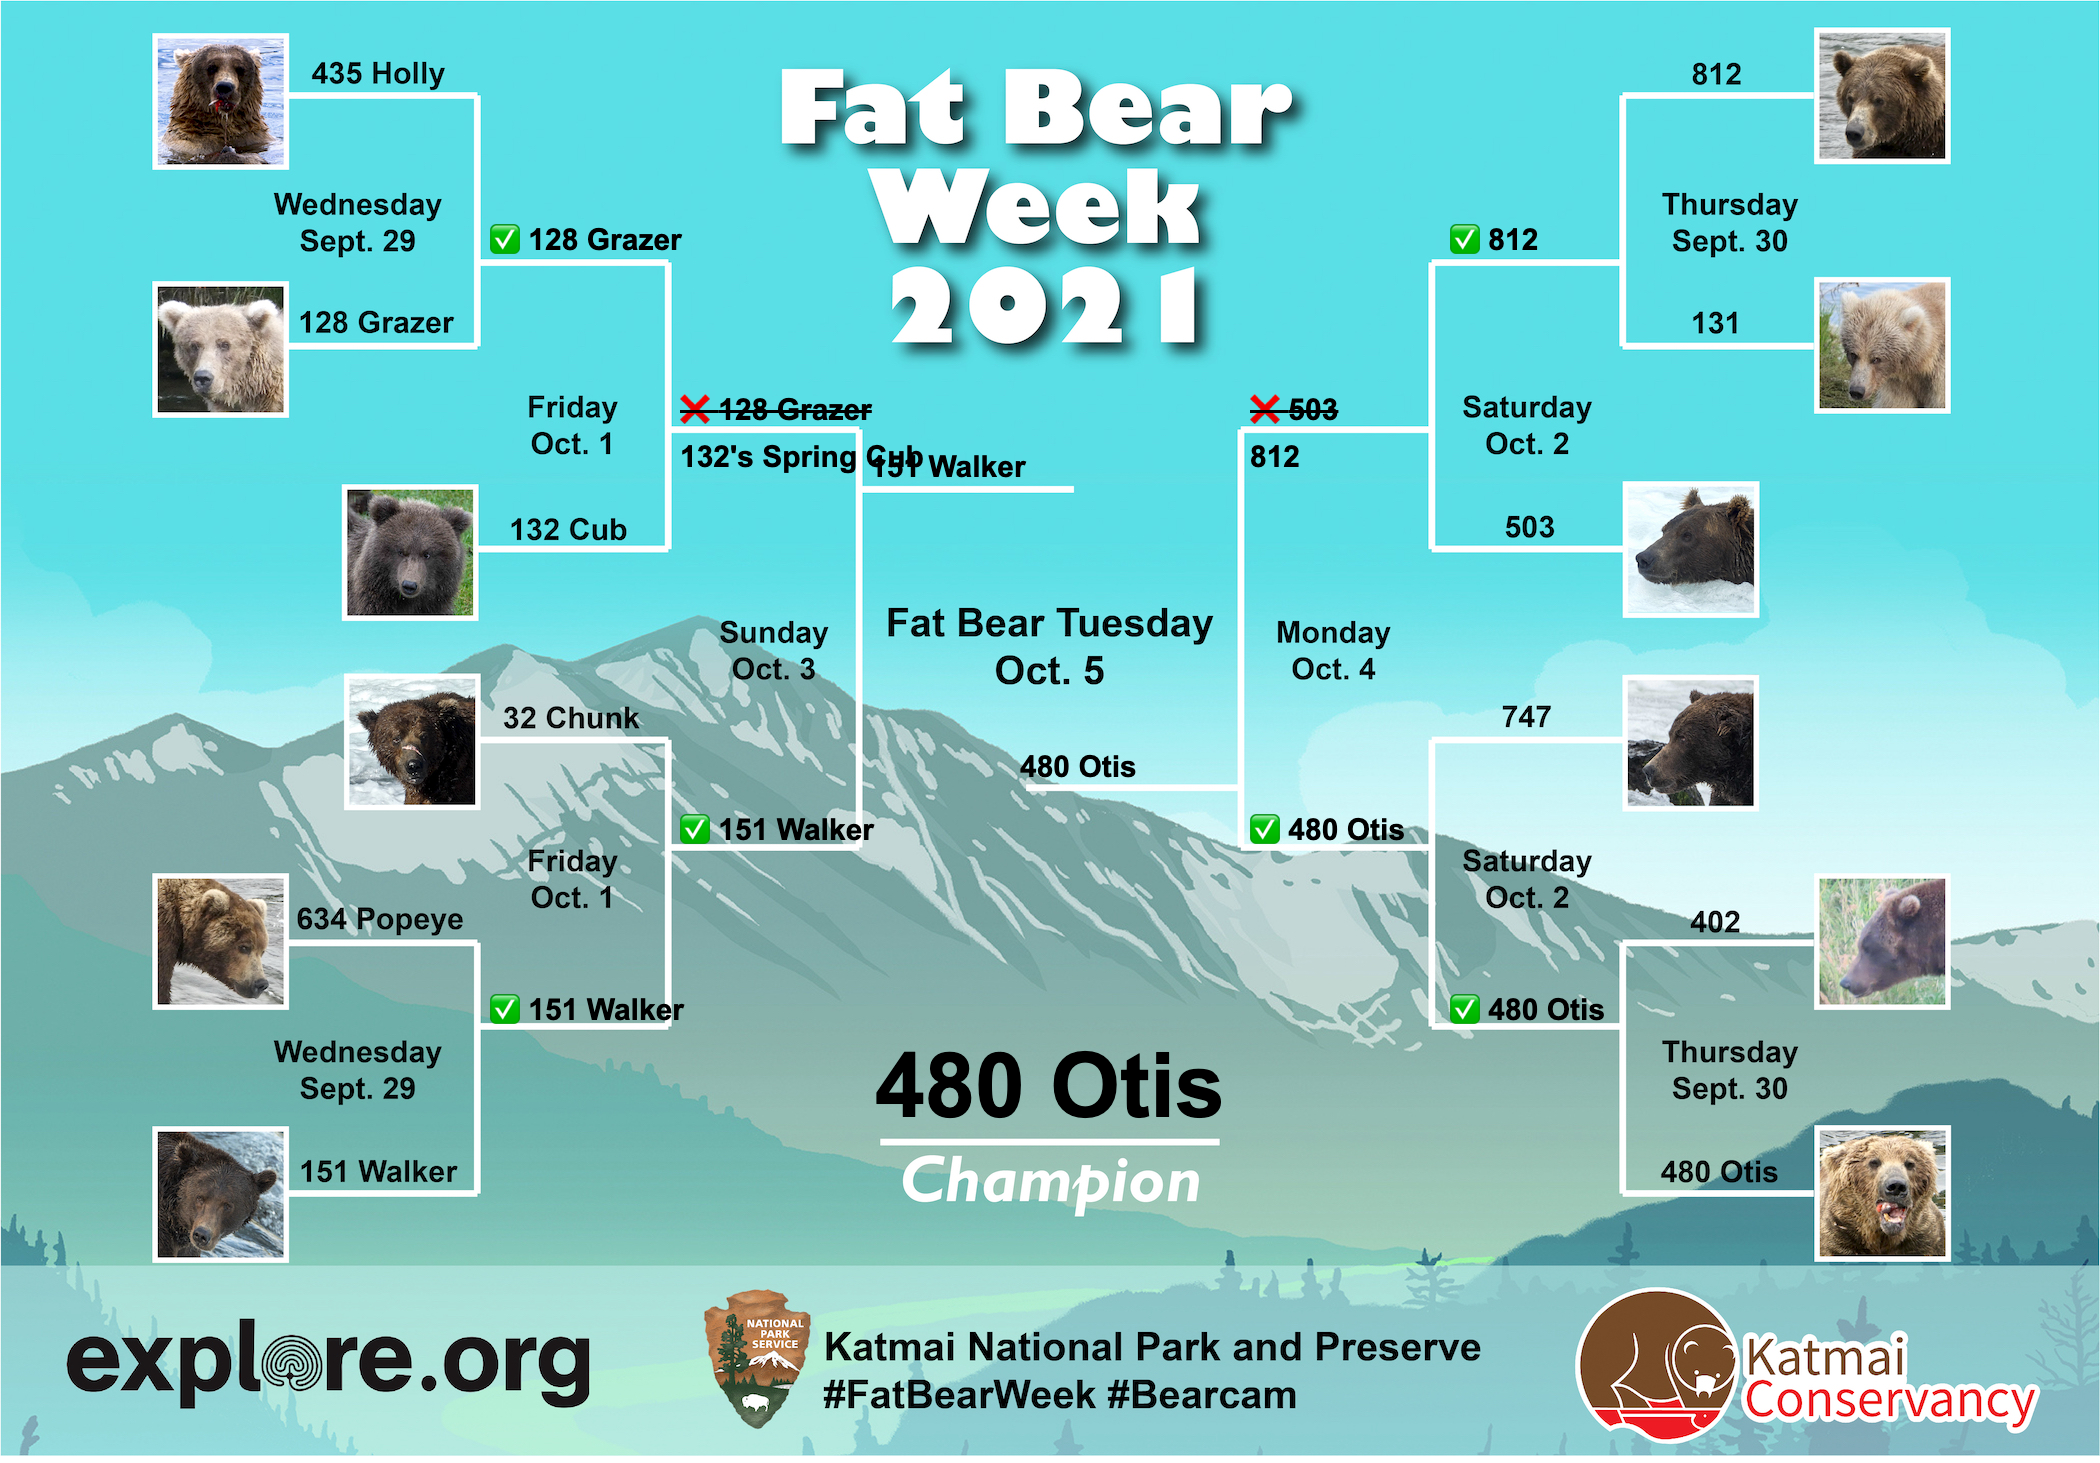 Fat Bear
Week
2021
435 Holly
Wednesday
Sept. 29
128 Grazer
✅ 128 Grazer
Friday
Oct. 1
132 Cub
❌ 128 Grazer
132's Spring Cub
151 Walker
Sunday
Oct. 3
32 Chunk
✅ 151 Walker
Friday
Oct. 1
634 Popeye
✅ 151 Walker
Wednesday
Sept. 29
151 Walker
Fat Bear Tuesday
Oct. 5
480 Otis
812
Thursday
Sept. 30
131
✅ 812
❌ 503
812
Saturday
Oct. 2
503
Monday
Oct. 4
747
✅ 480 Otis
Saturday
Oct. 2
402
✅ 480 Otis
Thursday
Sept. 30
480 Otis
480 Otis
Champion
explore.org
NATIONAL
PARK
SERVICE
Katmai National Park and Preserve
#FatBearWeek #Bearcam
Katmai
Conservancy